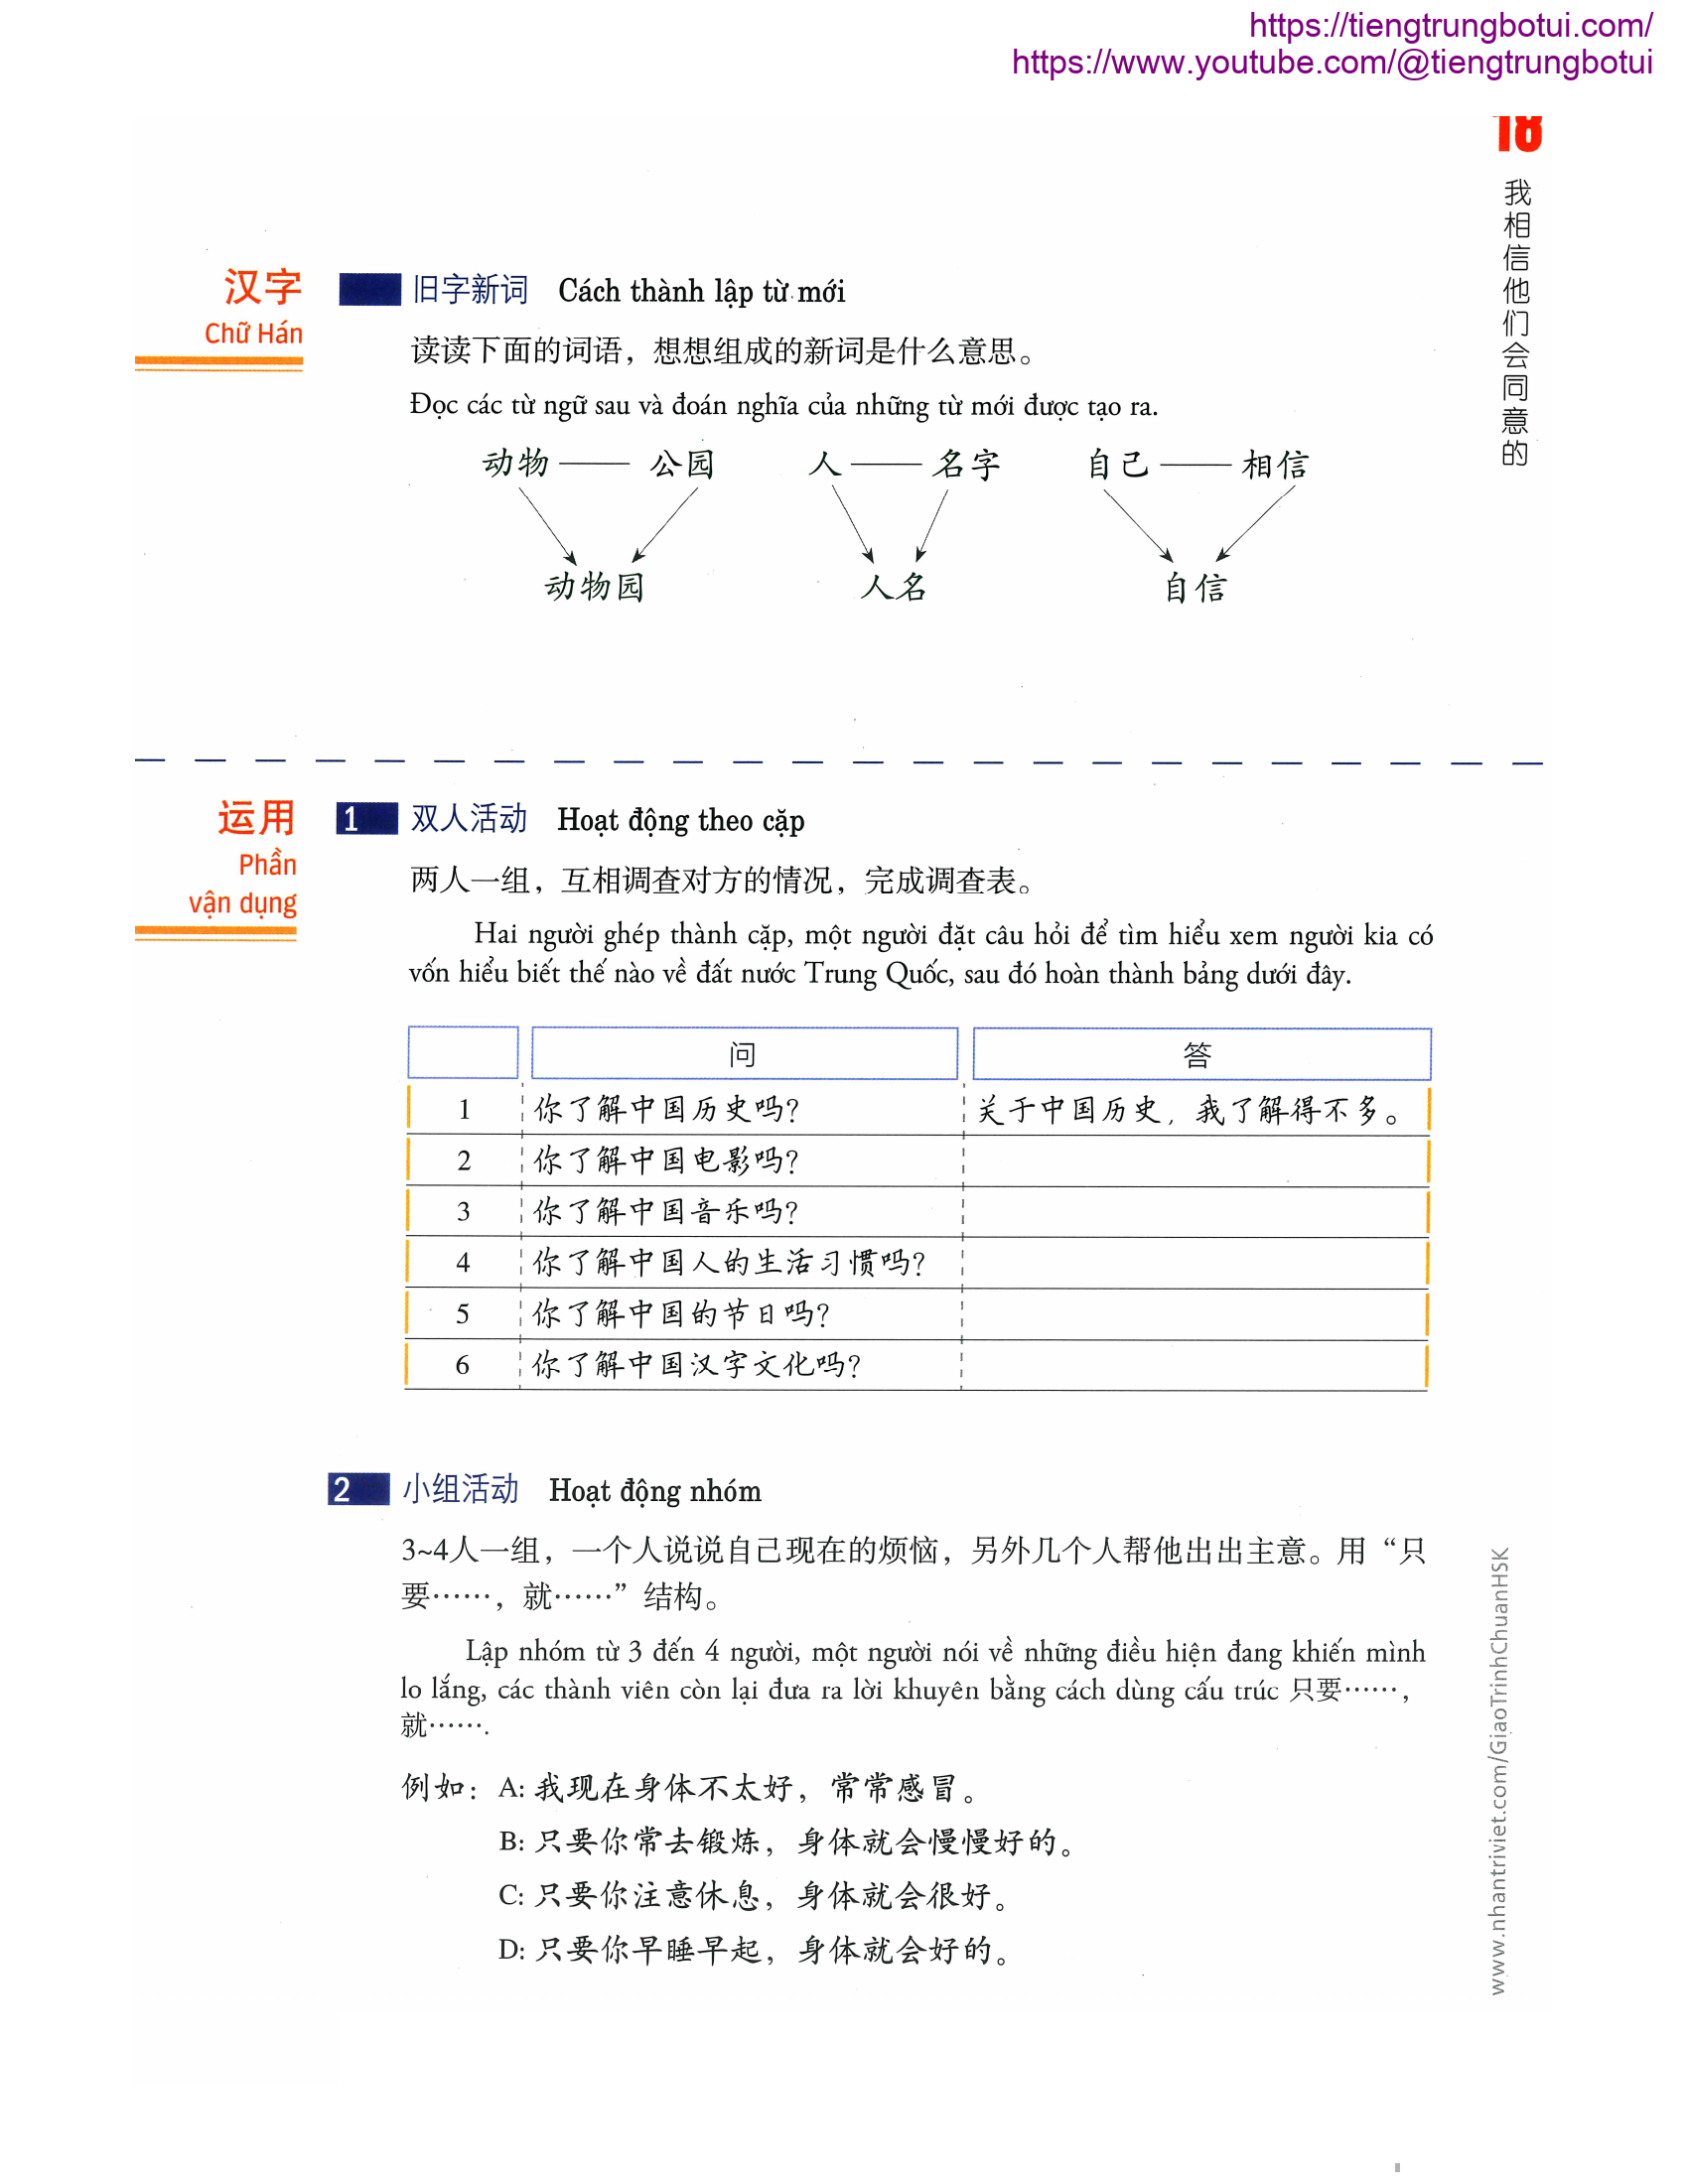 https://tiengtrungbotui.com/
https://www.youtube.com/@tiengtrungbotui
18
我相信他们会同意的
汉字
Chữ Hán
旧字新词 Cách thành lập từ mới
读读下面的词语，想想组成的新词是什么意思。
Đọc các từ ngữ sau và đoán nghĩa của những từ mới được tạo ra.
动物 公园 人 名字 自己 相信
动物园 人名 自信
运用
Phần
vận dụng
1 双人活动 Hoạt động theo cặp
两人一组，互相调查对方的情况，完成调查表。
Hai người ghép thành cặp, một người đặt câu hỏi để tìm hiểu xem người kia có
vốn hiểu biết thế nào về đất nước Trung Quốc, sau đó hoàn thành bảng dưới đây.
问 答
1 你了解中国历史吗？ 关于中国历史，我了解得不多。
2 你了解中国电影吗？
3 你了解中国音乐吗？
4 你了解中国人的生活习惯吗？
5 你了解中国的节日吗？
6 你了解中国汉字文化吗？
2 小组活动 Hoạt động nhóm
3~4人一组，一个人说说自己现在的烦恼，另外几个人帮他出出主意。用“只
要……，就……”结构。
Lập nhóm từ 3 đến 4 người, một người nói về những điều hiện đang khiến mình
lo lắng, các thành viên còn lại đưa ra lời khuyên bằng cách dùng cấu trúc 只要……，
就…….
例如：A: 我现在身体不太好，常常感冒。
B: 只要你常去锻炼，身体就会慢慢好的。
C: 只要你注意休息，身体就会很好。
D: 只要你早睡早起，身体就会好的。
www.nhantriviet.com/GiaoTrinhChuanHSK